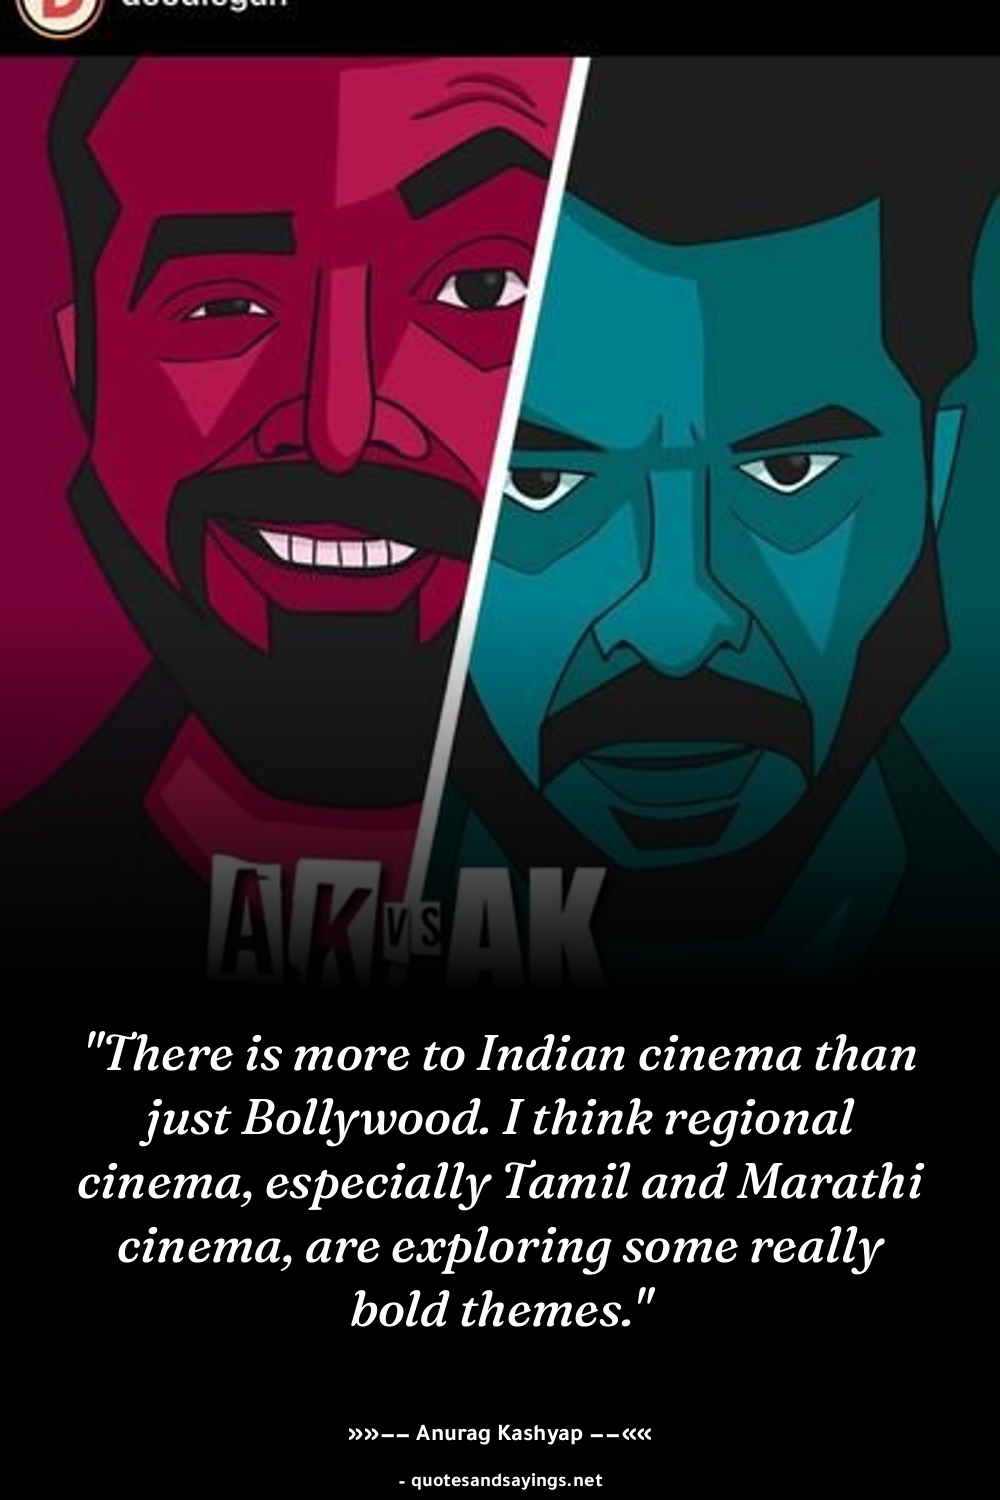 AK VS AK
"There is more to Indian cinema than
just Bollywood. I think regional
cinema, especially Tamil and Marathi
cinema, are exploring some really
bold themes."
»»–– Anurag Kashyap ––««
- quotesandsayings.net